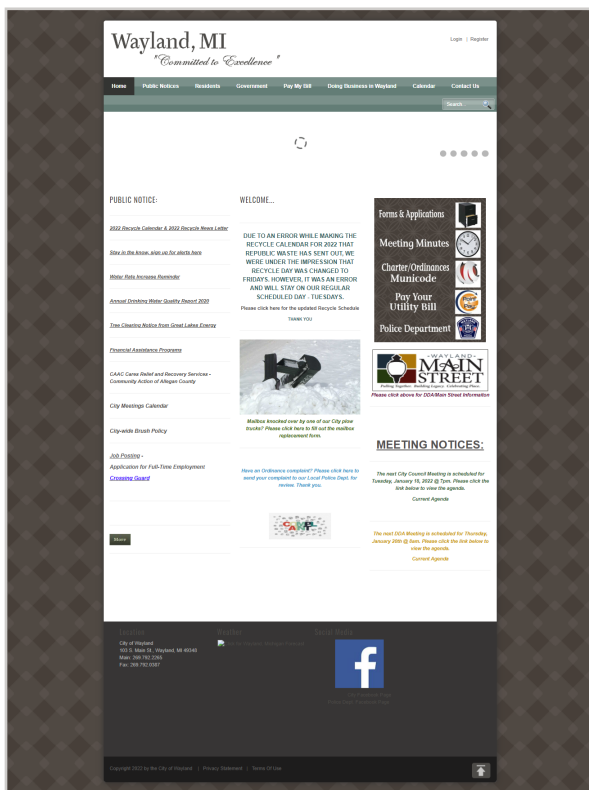 Wayland, MI
"Committed to Excellence"
Login | Register
Home Public Notices Residents Government Pay My Bill Doing Business in Wayland Calendar Contact Us
Search...
PUBLIC NOTICE:
2022 Recycle Calendar & 2022 Recycle News Letter
Stay in the know, sign up for alerts here
Water Rate Increase Ruminder
Annual Drinking Water Quality Report 2020
Tree Clearing Notice from Great Lakes Energy
Financial Assistance Programs
CAAC Cares Relief and Recovery Services -
Community Action of Allegan County
City Meetings Calendar
City-wide Brush Policy
Job Posting -
Application for Full-Time Employment
Crossing Guard
More
WELCOME...
DUE TO AN ERROR WHILE MAKING THE
RECYCLE CALENDAR FOR 2022 THAT
REPUBLIC WASTE HAS SENT OUT, WE
WERE UNDER THE IMPRESSION THAT
RECYCLE DAY WAS CHANGED TO
FRIDAYS. HOWEVER, IT WAS AN ERROR
AND WILL STAY ON OUR REGULAR
SCHEDULED DAY - TUESDAYS.
Please click here for the updated Recycle Schedule
THANK YOU
Mailbox knocked over by one of our City plow
trucks? Please click here to fill out the mailbox
replacement form.
Have an Ordinance complaint? Please click here to
send your complaint to our Local Police Dept. for
review. Thank you.
CAMP
Forms & Applications
Meeting Minutes
Charter/Ordinances
Municode
Pay Your
Utility Bill
Police Department
WAYLAND
MAIN
STREET
Pulling Together. Building Legacy. Celebrating Place.
Please click above for DDA/Main Street Information
MEETING NOTICES:
The next City Council Meeting is scheduled for
Tuesday, January 18, 2022 @ 7pm. Please click the
link below to view the agenda.
Current Agenda
The next DDA Meeting is scheduled for Thursday,
January 20th @ 8am. Please click the link below to
view the agenda.
Current Agenda
Location
City of Wayland
103 S. Main St., Wayland, MI 49348
Main: 269.792.2265
Fax: 269.792.0387
Weather
Social Media
Copyright 2022 by the City of Wayland | Privacy Statement | Terms Of Use